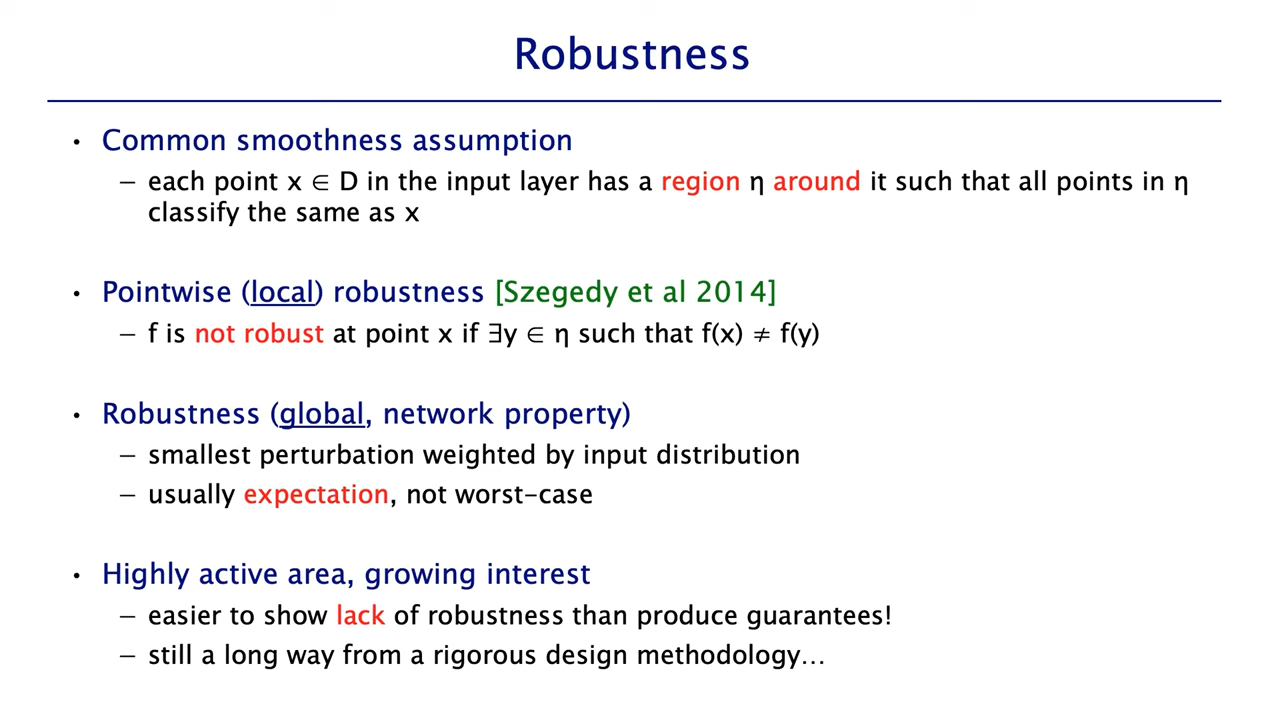 Robustness
• Common smoothness assumption
– each point x ∈ D in the input layer has a region η around it such that all points in η
classify the same as x
• Pointwise (local) robustness [Szegedy et al 2014]
– f is not robust at point x if ∃y ∈ η such that f(x) ≠ f(y)
• Robustness (global, network property)
– smallest perturbation weighted by input distribution
– usually expectation, not worst-case
• Highly active area, growing interest
– easier to show lack of robustness than produce guarantees!
– still a long way from a rigorous design methodology…